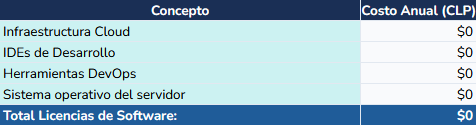 Concepto Costo Anual (CLP)
Infraestructura Cloud $0
IDEs de Desarrollo $0
Herramientas DevOps $0
Sistema operativo del servidor $0
Total Licencias de Software: $0